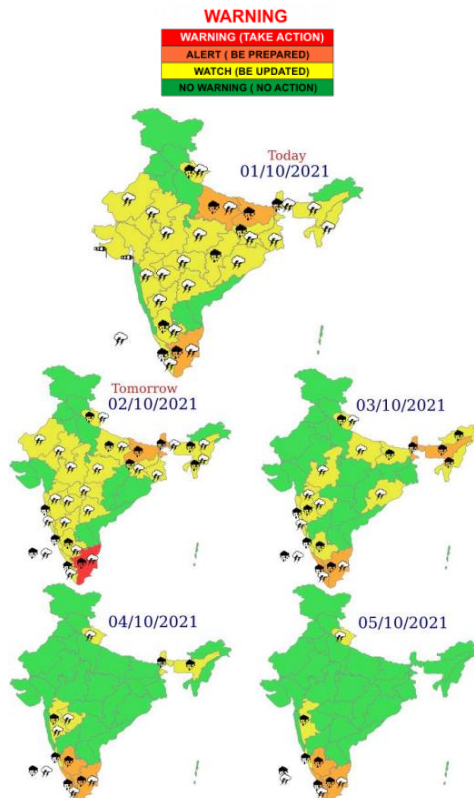 WARNING
WARNING (TAKE ACTION)
ALERT ( BE PREPARED)
WATCH (BE UPDATED)
NO WARNING ( NO ACTION)
Today
01/10/2021
Tomorrow
02/10/2021
03/10/2021
04/10/2021
05/10/2021